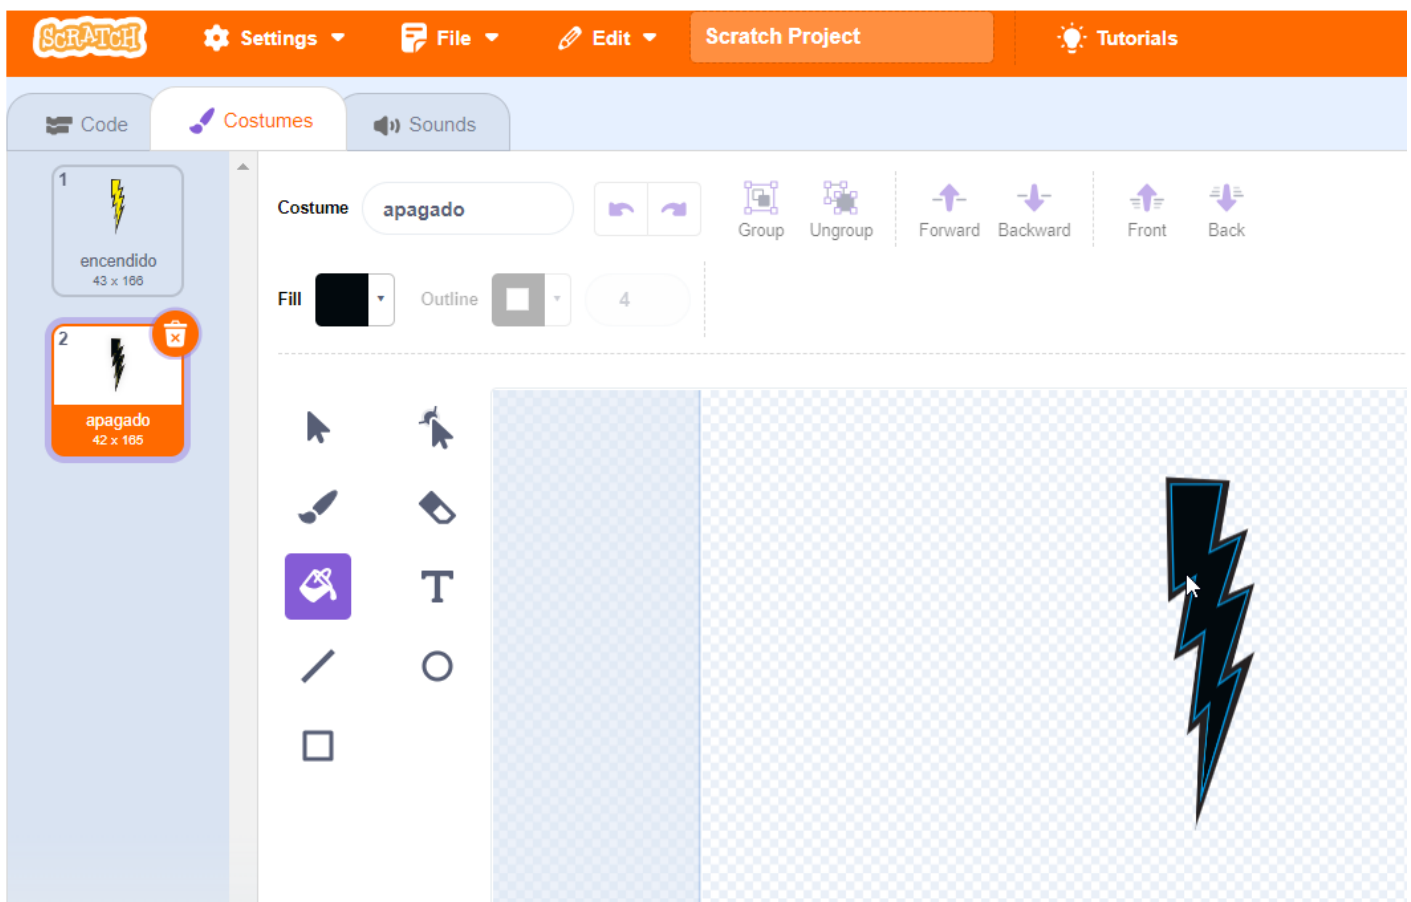 SCRATCH Settings File Edit Scratch Project Tutorials
Code Costumes Sounds
1
encendido
43 x 166
2
apagado
42 x 165
Costume apagado
Group Ungroup Forward Backward Front Back
Fill Outline 4
T